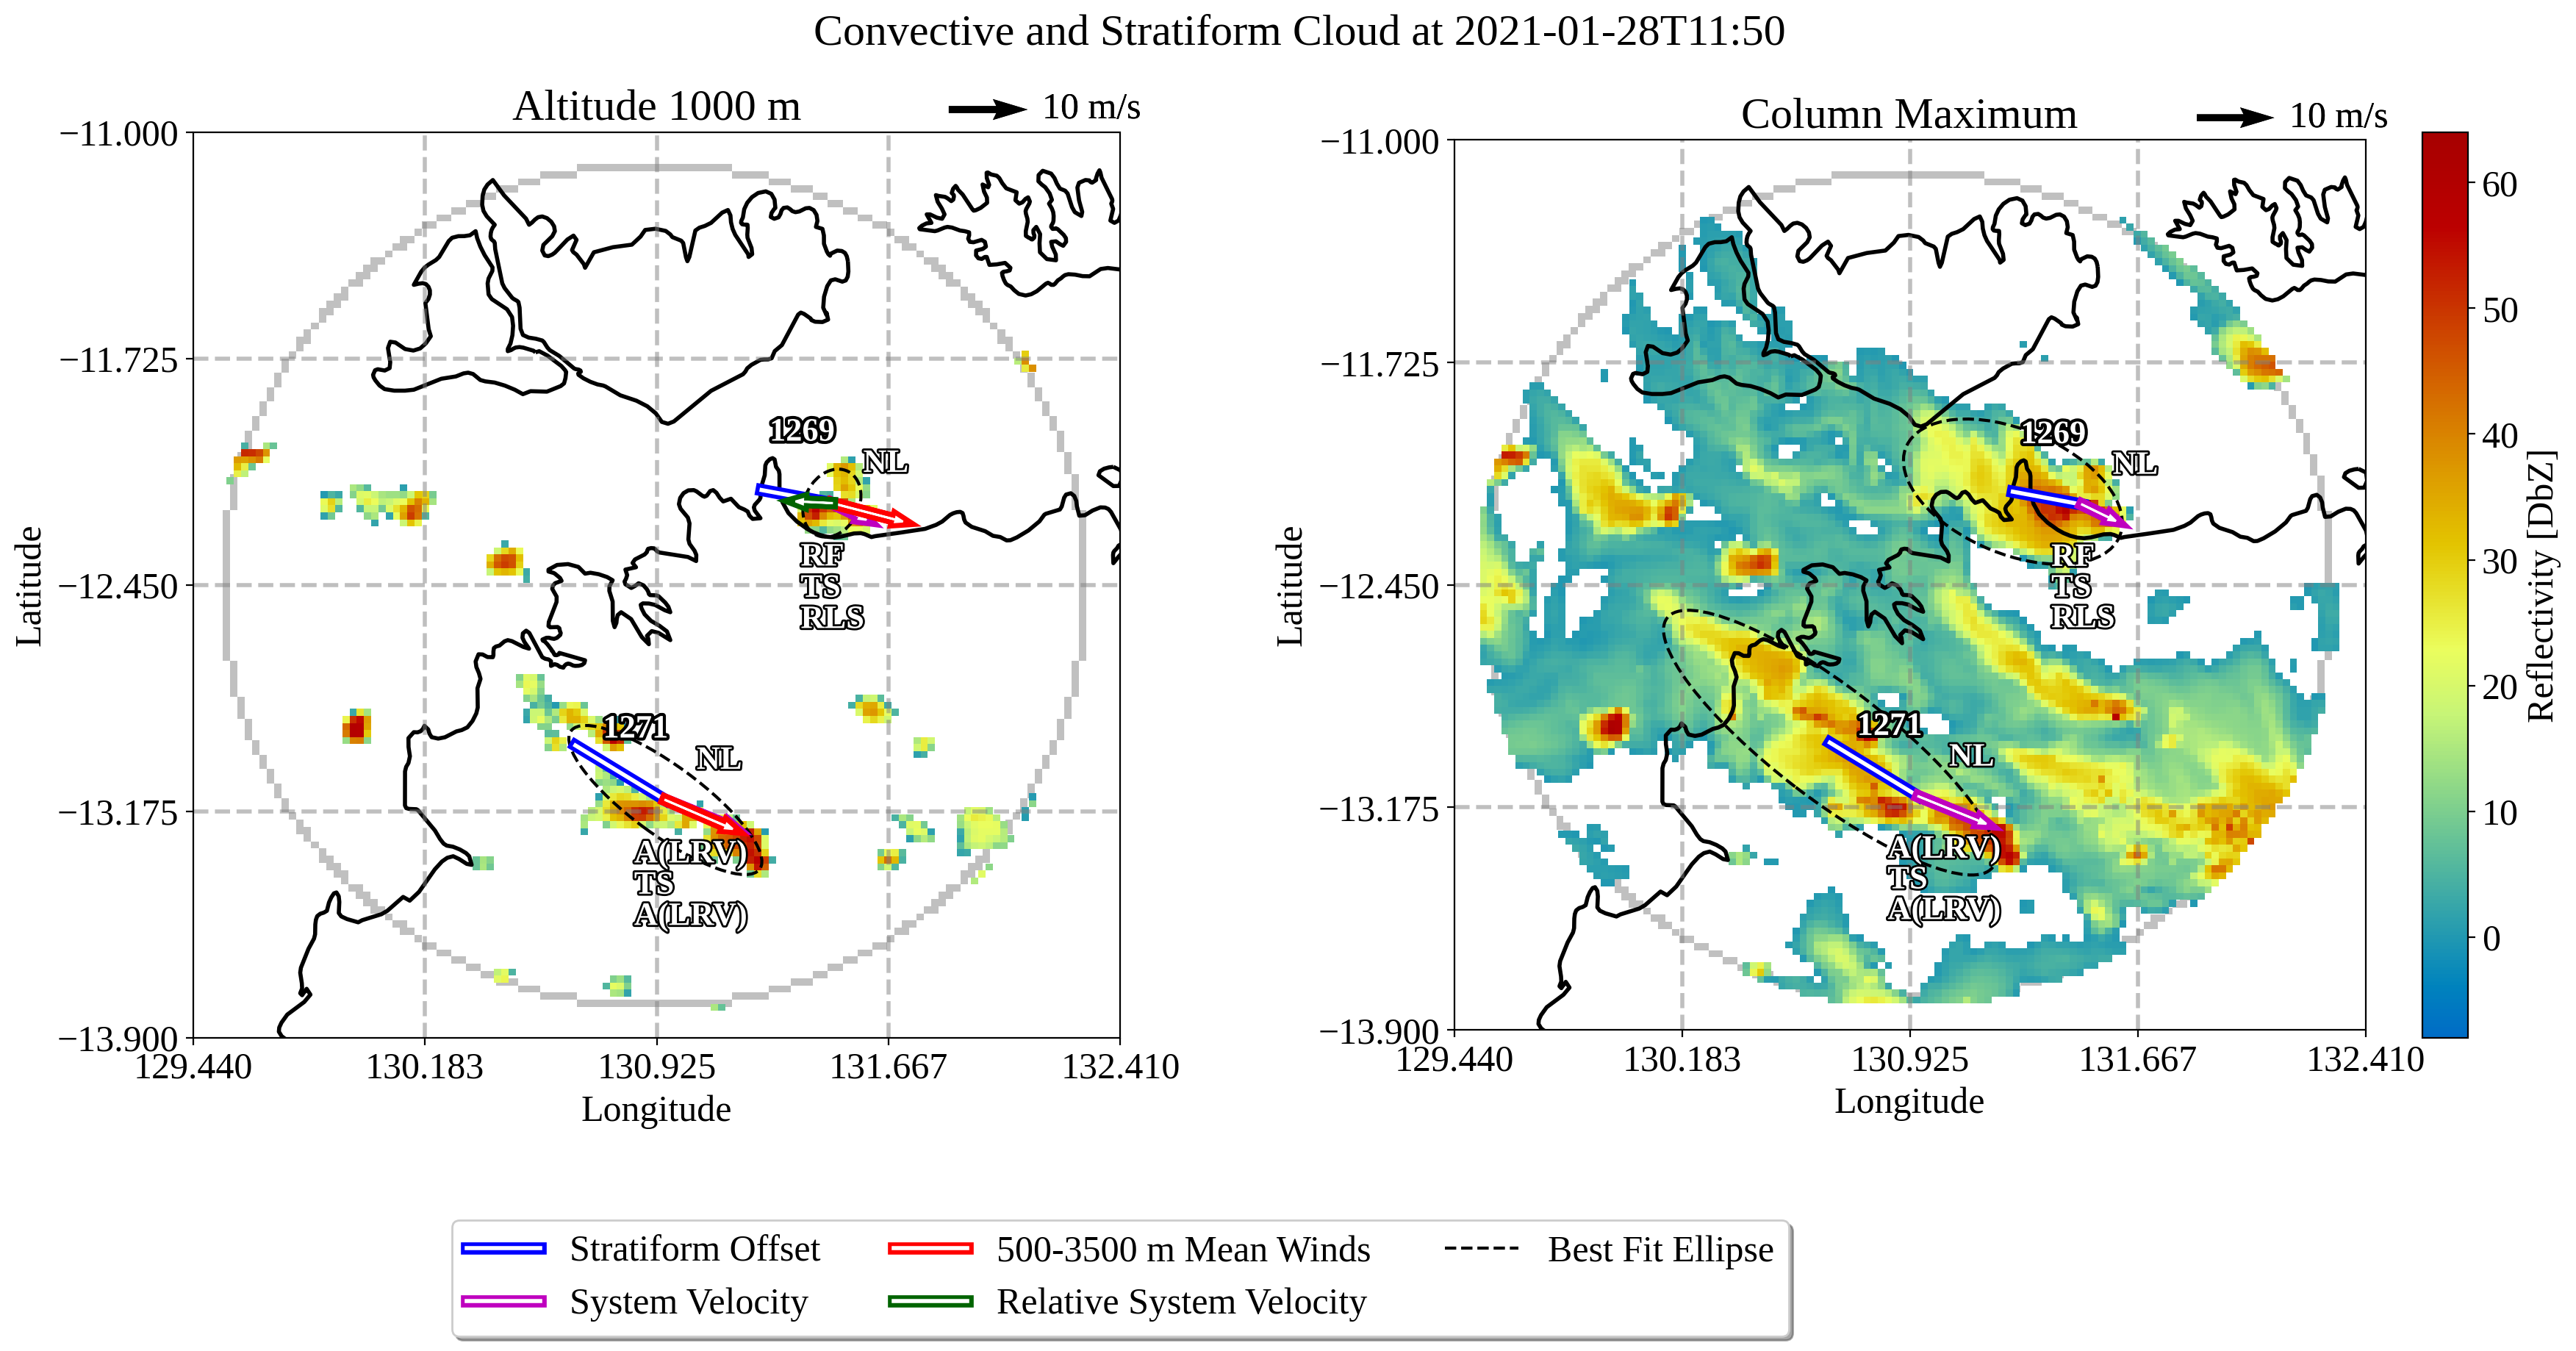 Convective and Stratiform Cloud at 2021-01-28T11:50
Altitude 1000 m
10 m/s
−11.000
−11.725
−12.450
−13.175
−13.900
129.440
130.183
130.925
131.667
132.410
Latitude
Longitude
1269
NL
RF
TS
RLS
1271
NL
A(LRV)
TS
A(LRV)
Column Maximum
10 m/s
−11.000
−11.725
−12.450
−13.175
−13.900
129.440
130.183
130.925
131.667
132.410
Latitude
Longitude
1269
NL
RF
TS
RLS
1271
NL
A(LRV)
TS
A(LRV)
60
50
40
30
20
10
0
Reflectivity [DbZ]
Stratiform Offset
System Velocity
500-3500 m Mean Winds
Relative System Velocity
Best Fit Ellipse